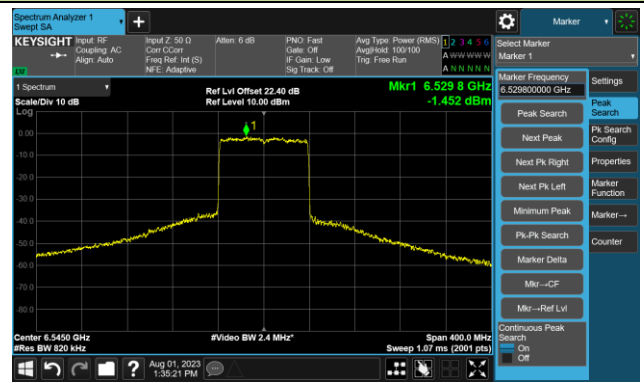 Spectrum Analyzer 1
Swept SA
KEYSIGHT
Input: RF
Coupling: AC
Align: Auto
Input Z: 50 Ω
Corr CCorr
Freq Ref: Int (S)
NFE: Adaptive
Atten: 6 dB
PNO: Fast
Gate: Off
IF Gain: Low
Sig Track: Off
Avg Type: Power (RMS)
Avg|Hold: 100/100
Trig: Free Run
1 2 3 4 5 6
A W W W W W
A N N N N N
LV
1 Spectrum
Scale/Div 10 dB
Ref Lvl Offset 22.40 dB
Ref Level 10.00 dBm
Mkr1 6.529 8 GHz
-1.452 dBm
Log
1
0.00
-10.0
-20.0
-30.0
-40.0
-50.0
-60.0
-70.0
-80.0
Center 6.5450 GHz
#Res BW 820 kHz
#Video BW 2.4 MHz*
Span 400.0 MHz
Sweep 1.07 ms (2001 pts)
Aug 01, 2023
1:35:21 PM
Marker
Select Marker
Marker 1
Marker Frequency
6.529800000 GHz
Peak Search
Next Peak
Next Pk Right
Next Pk Left
Minimum Peak
Pk-Pk Search
Marker Delta
Mkr→CF
Mkr→Ref Lvl
Continuous Peak
Search
On
Off
Settings
Peak
Search
Pk Search
Config
Properties
Marker
Function
Marker→
Counter